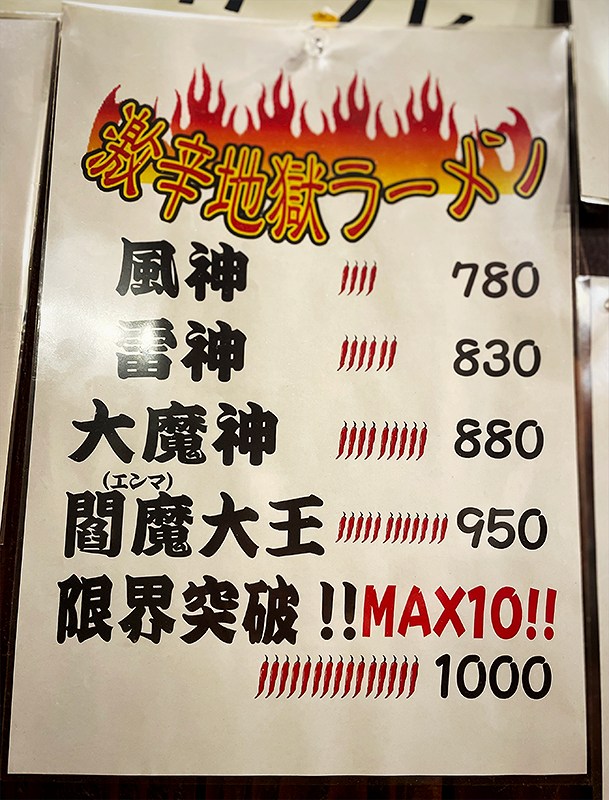 激辛地獄ラーメン
風神 780
雷神 830
大魔神 880
(エンマ)
閻魔大王 950
限界突破!!MAX10!!
1000